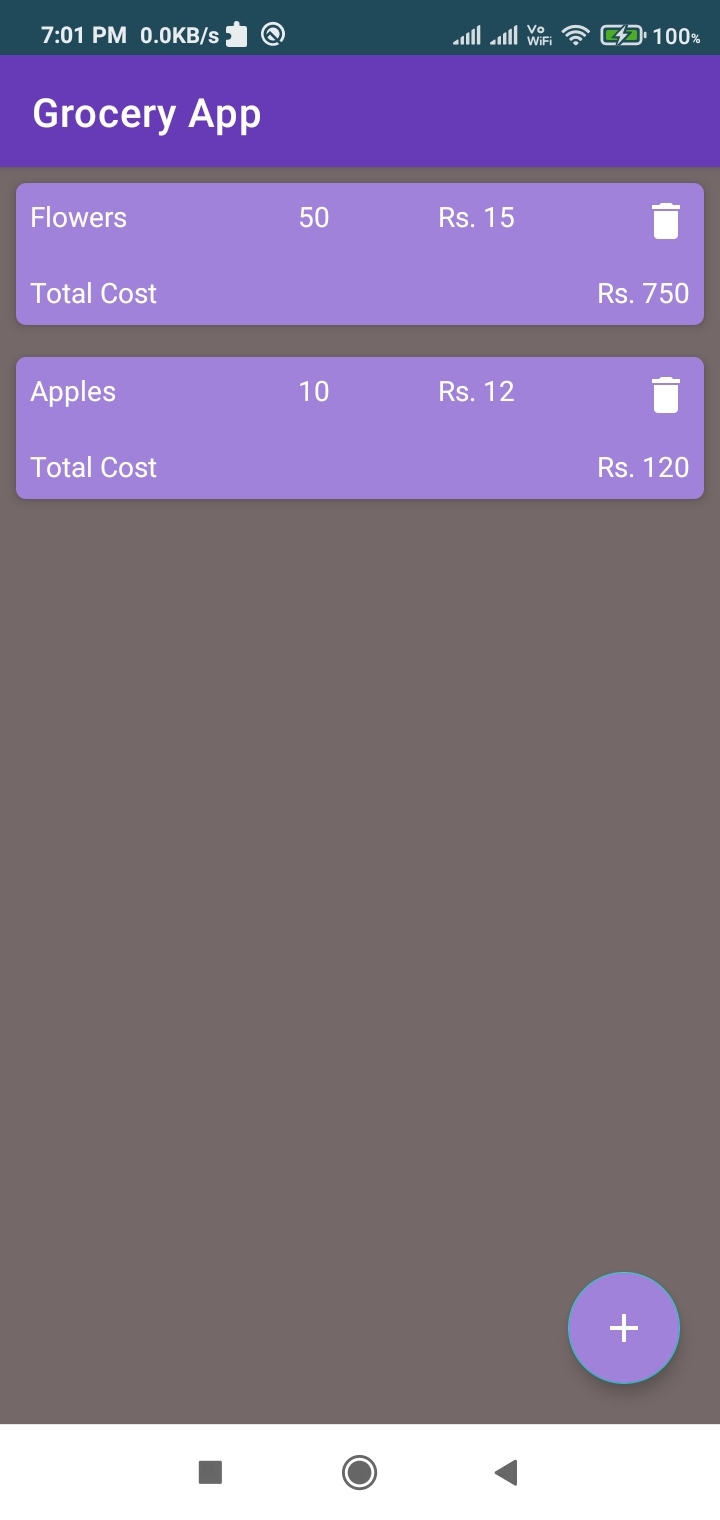 7:01 PM 0.0KB/s Vo WiFi 100%
Grocery App
Flowers 50 Rs. 15
Total Cost Rs. 750
Apples 10 Rs. 12
Total Cost Rs. 120